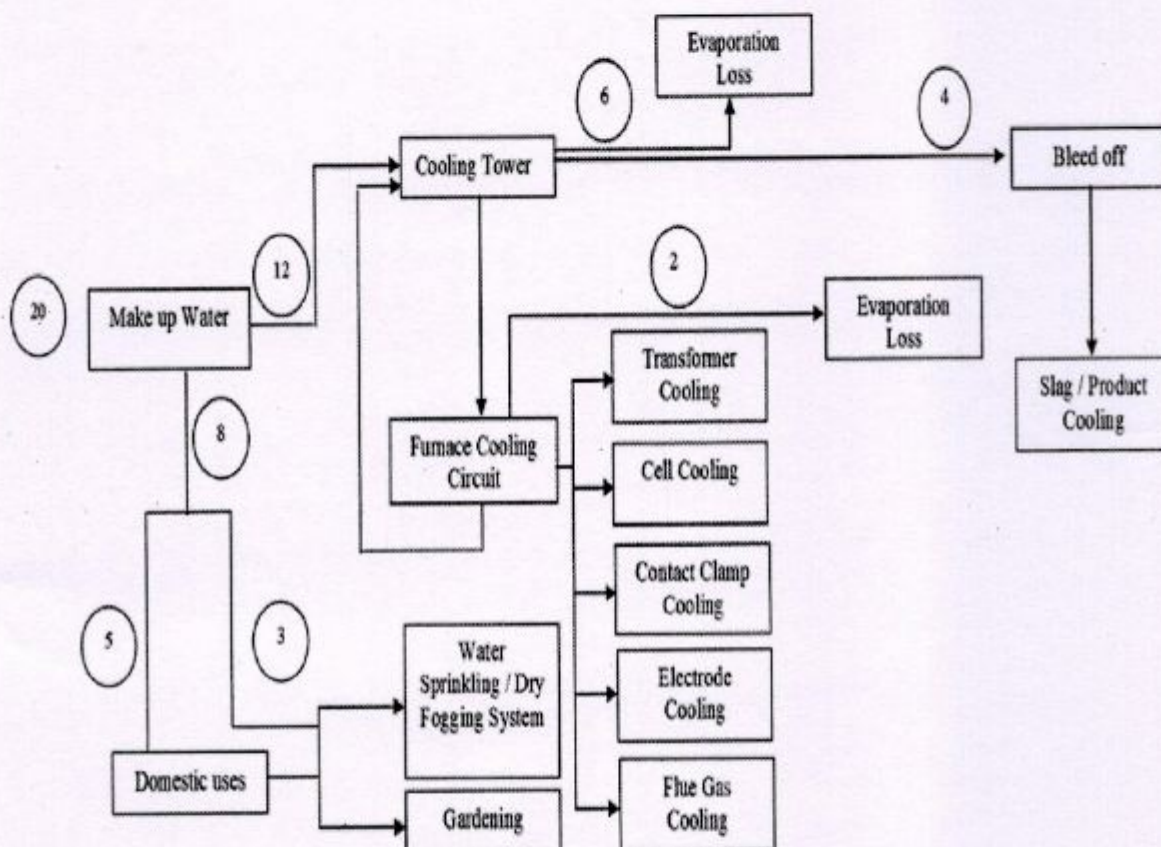 Evaporation
Loss
6
4
Cooling Tower
Bleed off
12
2
20
Make up Water
Evaporation
Loss
Transformer
Cooling
Slag / Product
Cooling
8
Furnace Cooling
Circuit
Cell Cooling
Contact Clamp
Cooling
5
3
Water
Sprinkling / Dry
Fogging System
Electrode
Cooling
Domestic uses
Gardening
Flue Gas
Cooling